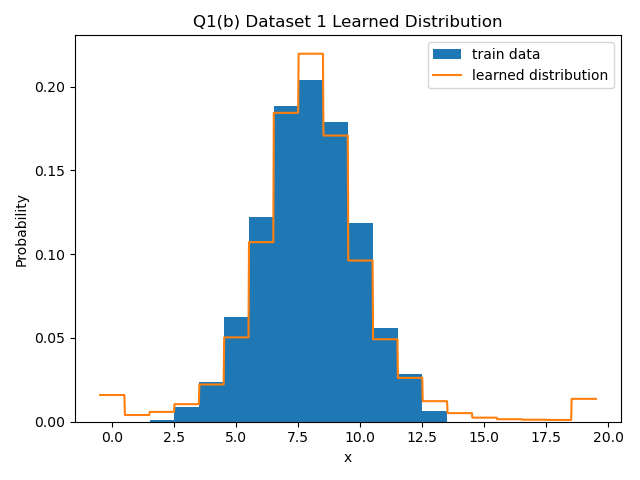 Q1(b) Dataset 1 Learned Distribution
train data
learned distribution
Probability
0.20
0.15
0.10
0.05
0.00
0.0 2.5 5.0 7.5 10.0 12.5 15.0 17.5 20.0
x